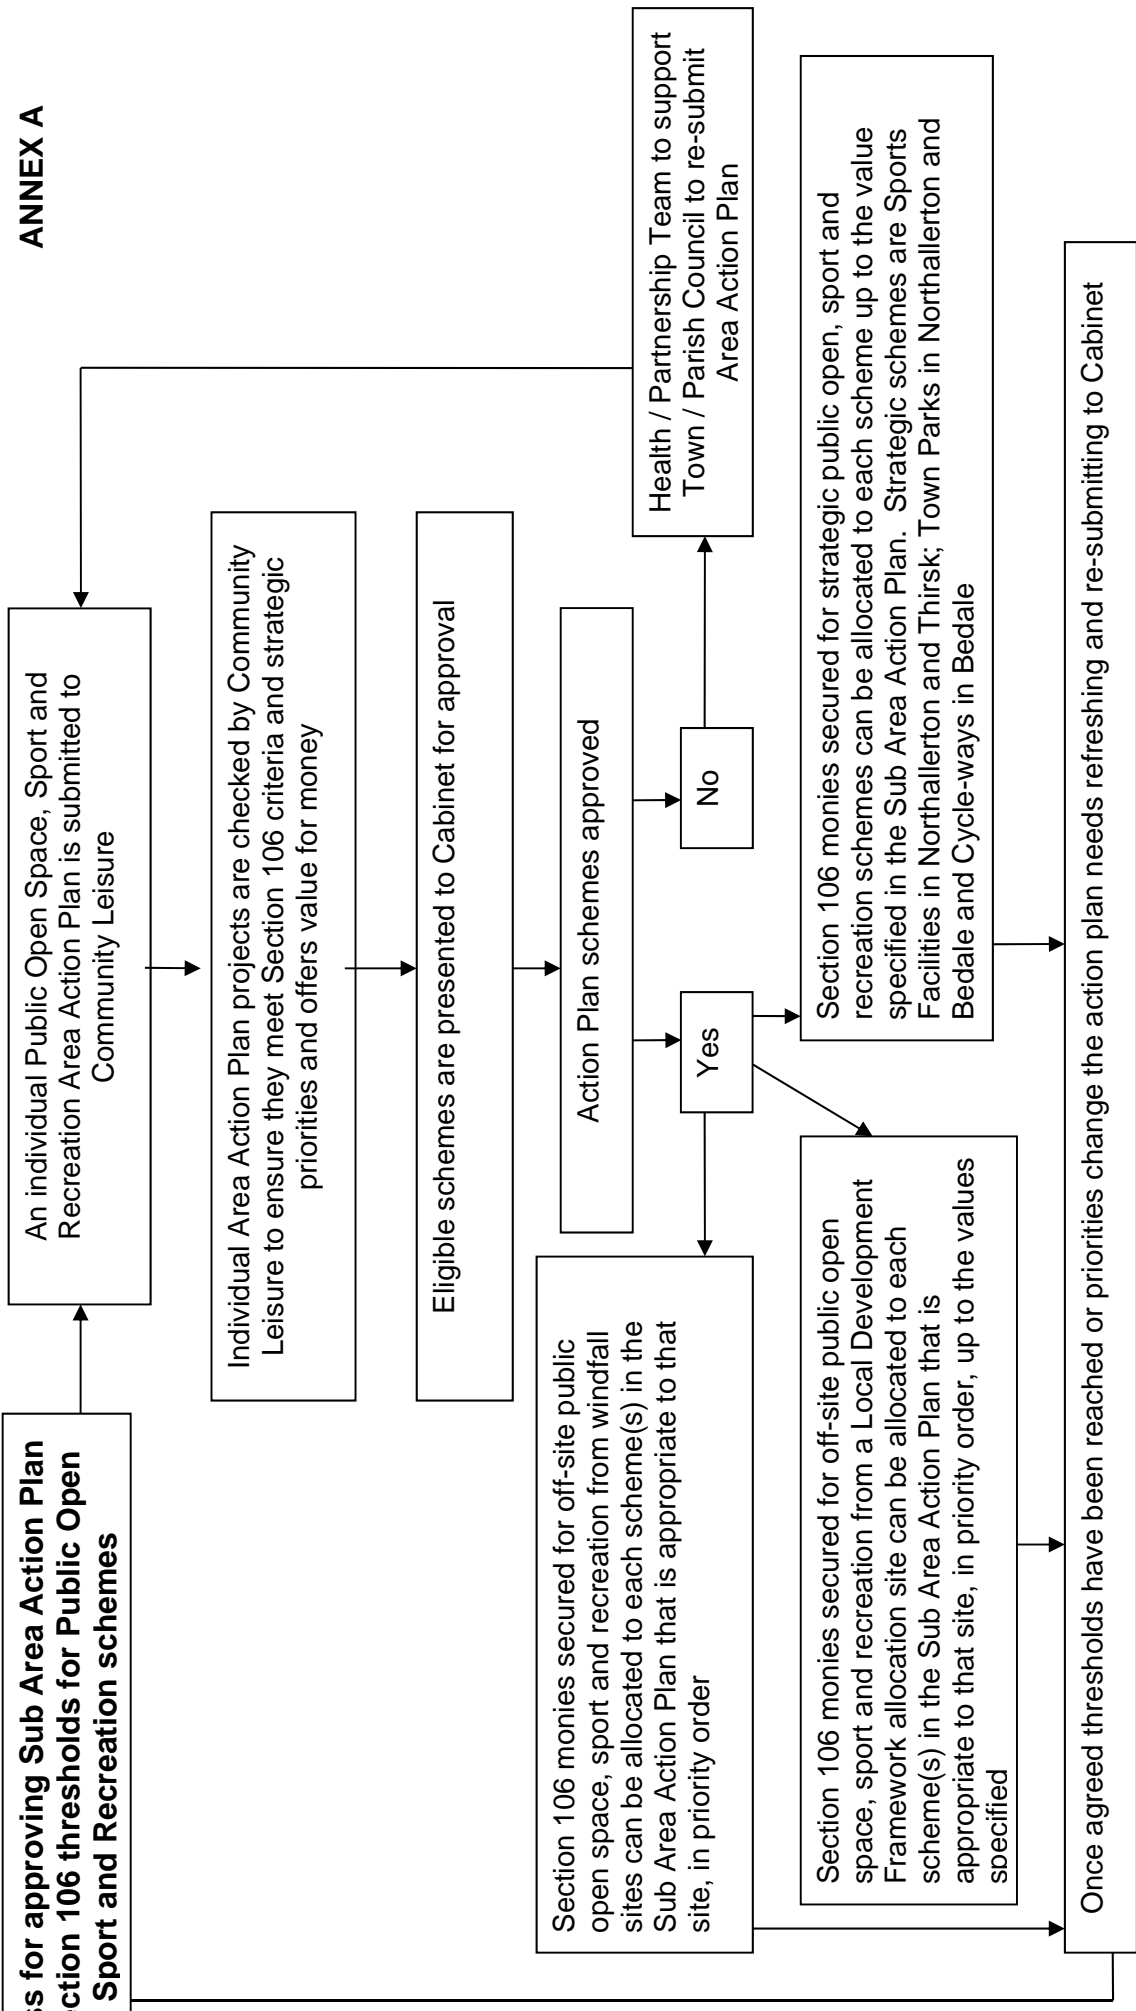 ANNEX A
for approving Sub Area Action Plan
106 thresholds for Public Open
Sport and Recreation schemes
An individual Public Open Space, Sport and
Recreation Area Action Plan is submitted to
Community Leisure
Individual Area Action Plan projects are checked by Community
Leisure to ensure they meet Section 106 criteria and strategic
priorities and offers value for money
Eligible schemes are presented to Cabinet for approval
Action Plan schemes approved
Yes
No
Health / Partnership Team to support
Town / Parish Council to re-submit
Area Action Plan
Section 106 monies secured for off-site public
open space, sport and recreation from windfall
sites can be allocated to each scheme(s) in the
Sub Area Action Plan that is appropriate to that
site, in priority order
Section 106 monies secured for off-site public open
space, sport and recreation from a Local Development
Framework allocation site can be allocated to each
scheme(s) in the Sub Area Action Plan that is
appropriate to that site, in priority order, up to the values
specified
Section 106 monies secured for strategic public open, sport and
recreation schemes can be allocated to each scheme up to the value
specified in the Sub Area Action Plan. Strategic schemes are Sports
Facilities in Northallerton and Thirsk; Town Parks in Northallerton and
Bedale and Cycle-ways in Bedale
Once agreed thresholds have been reached or priorities change the action plan needs refreshing and re-submitting to Cabinet